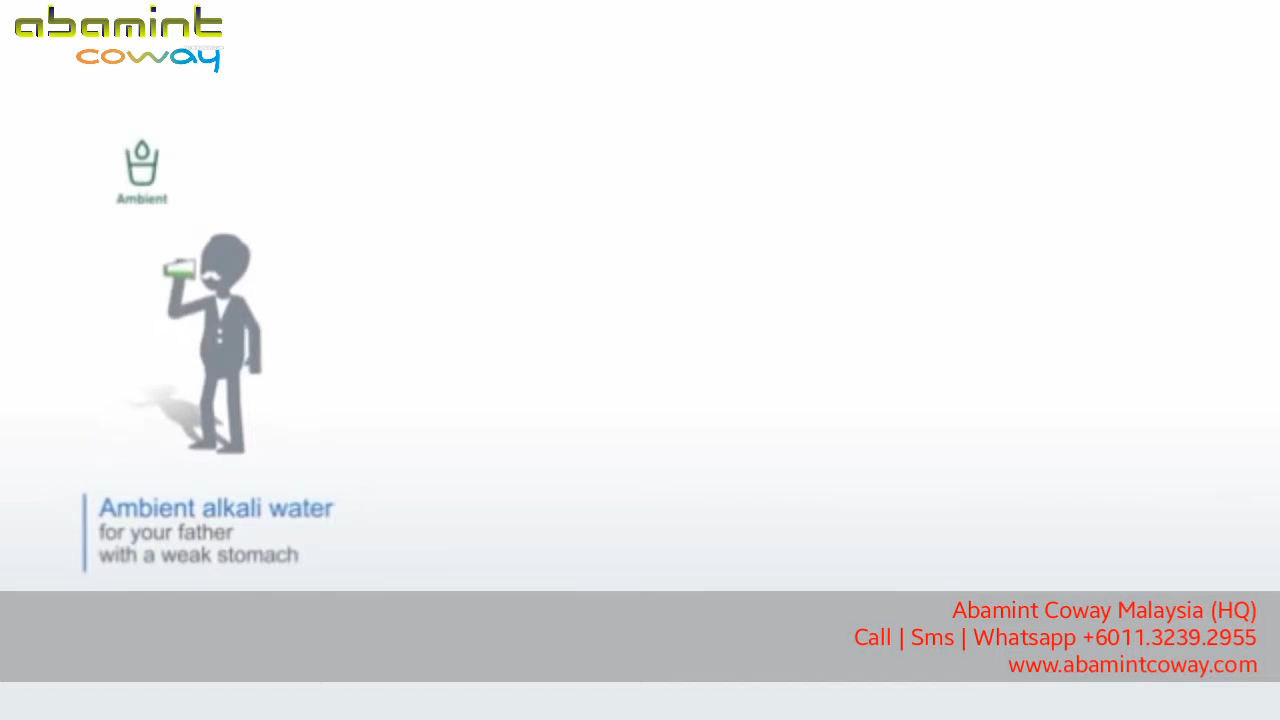 abamint
coway
Ambient
Ambient alkali water
for your father
with a weak stomach
Abamint Coway Malaysia (HQ)
Call | Sms | Whatsapp +6011.3239.2955
www.abamintcoway.com